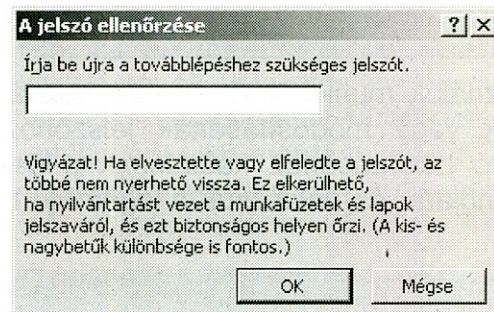 A jelszó ellenőrzése
Írja be újra a továbblépéshez szükséges jelszót.
Vigyázat! Ha elvesztette vagy elfeledte a jelszót, az
többé nem nyerhető vissza. Ez elkerülhető,
ha nyilvántartást vezet a munkafüzetek és lapok
jelszaváról, és ezt biztonságos helyen őrzi. (A kis- és
nagybetűk különbsége is fontos.)
OK Mégse